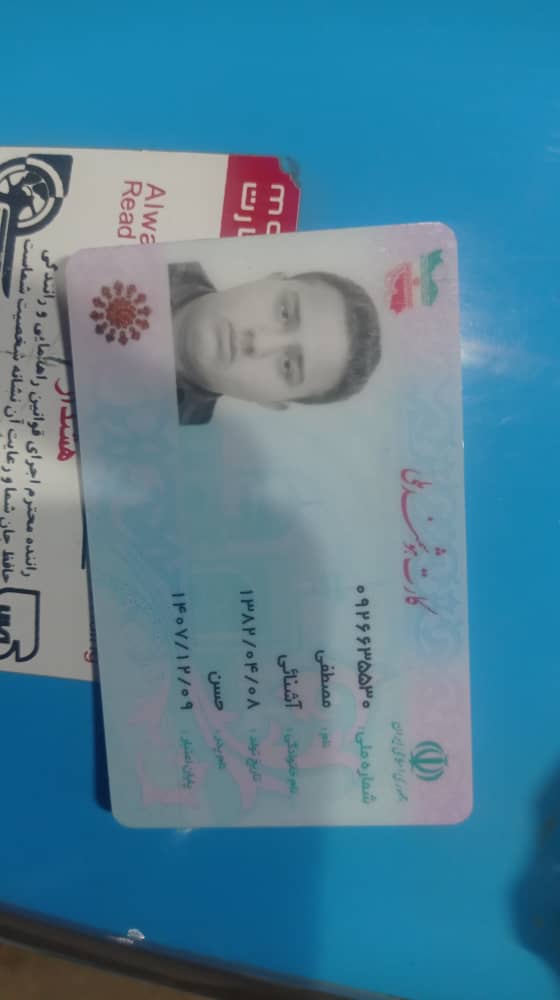 کارت هوشمند ملی
جمهوری اسلامی ایران
شماره ملی: ۰۹۲۶۶۳۵۵۳۰
نام: مصطفی
نام خانوادگی: آشنائی
تاریخ تولد: ۱۳۸۲/۰۴/۰۸
نام پدر: حسن
پایان اعتبار: ۱۴۰۷/۱۲/۰۹
Alwa
Read
هشدار
راننده محترم اجرای قوانین راهنمایی و رانندگی
حافظ جان شما و رعایت آن نشانه شخصیت شماست